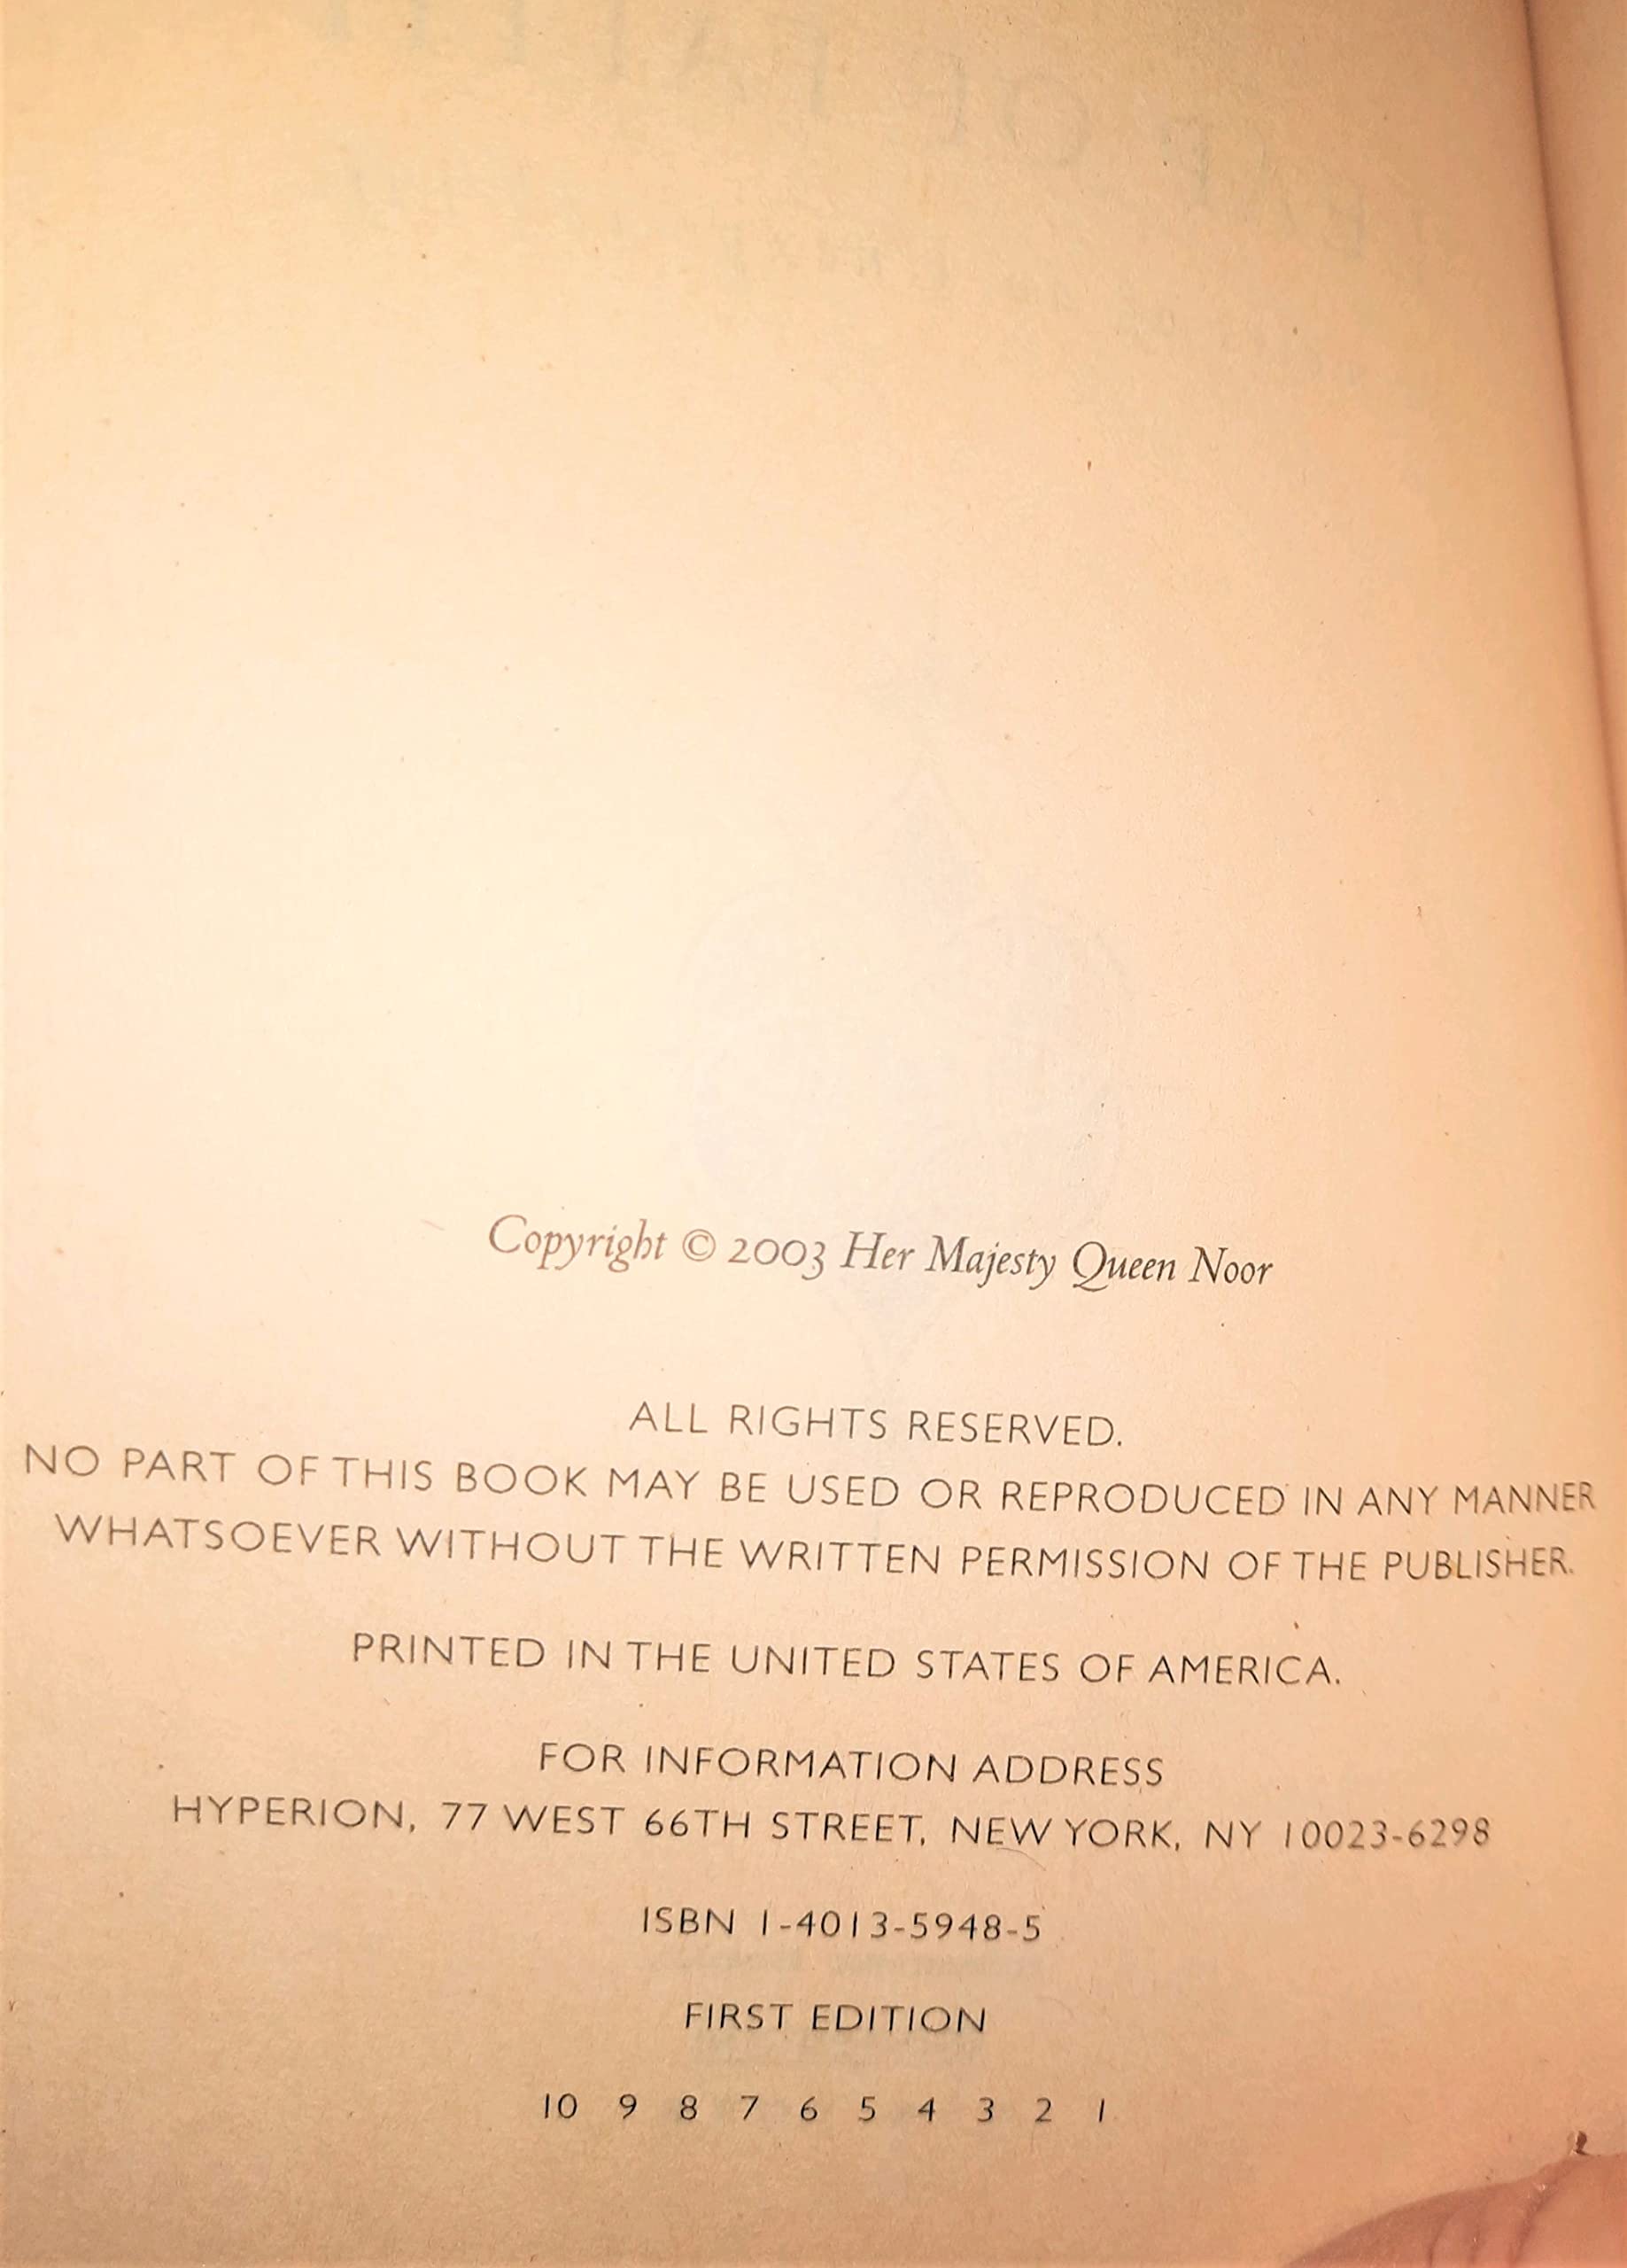 Copyright © 2003 Her Majesty Queen Noor
ALL RIGHTS RESERVED.
NO PART OF THIS BOOK MAY BE USED OR REPRODUCED IN ANY MANNER
WHATSOEVER WITHOUT THE WRITTEN PERMISSION OF THE PUBLISHER.
PRINTED IN THE UNITED STATES OF AMERICA.
FOR INFORMATION ADDRESS
HYPERION, 77 WEST 66TH STREET, NEW YORK, NY 10023-6298
ISBN 1-4013-5948-5
FIRST EDITION
10 9 8 7 6 5 4 3 2 1